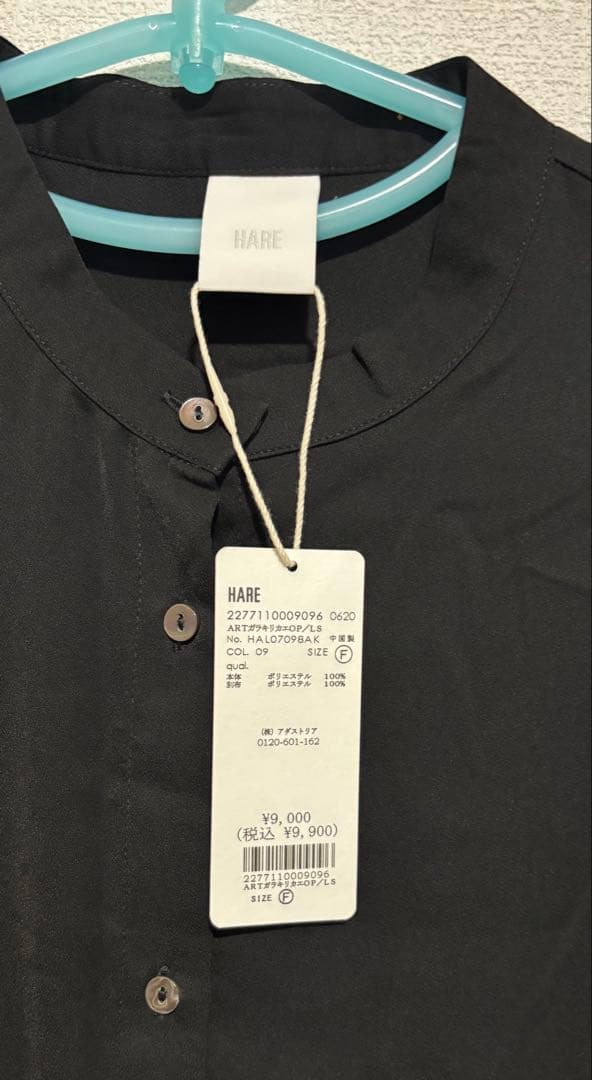 HARE
HARE
2277110009096 0620
ARTガラキリカエOP/LS
No. HAL07098AK 中国製
COL. 09 SIZE F
qual.
本体 ポリエステル 100%
別布 ポリエステル 100%
(株)アダストリア
0120-601-162
¥9,000
(税込 ¥9,900)
2277110009096
ARTガラキリカエOP/LS
SIZE F